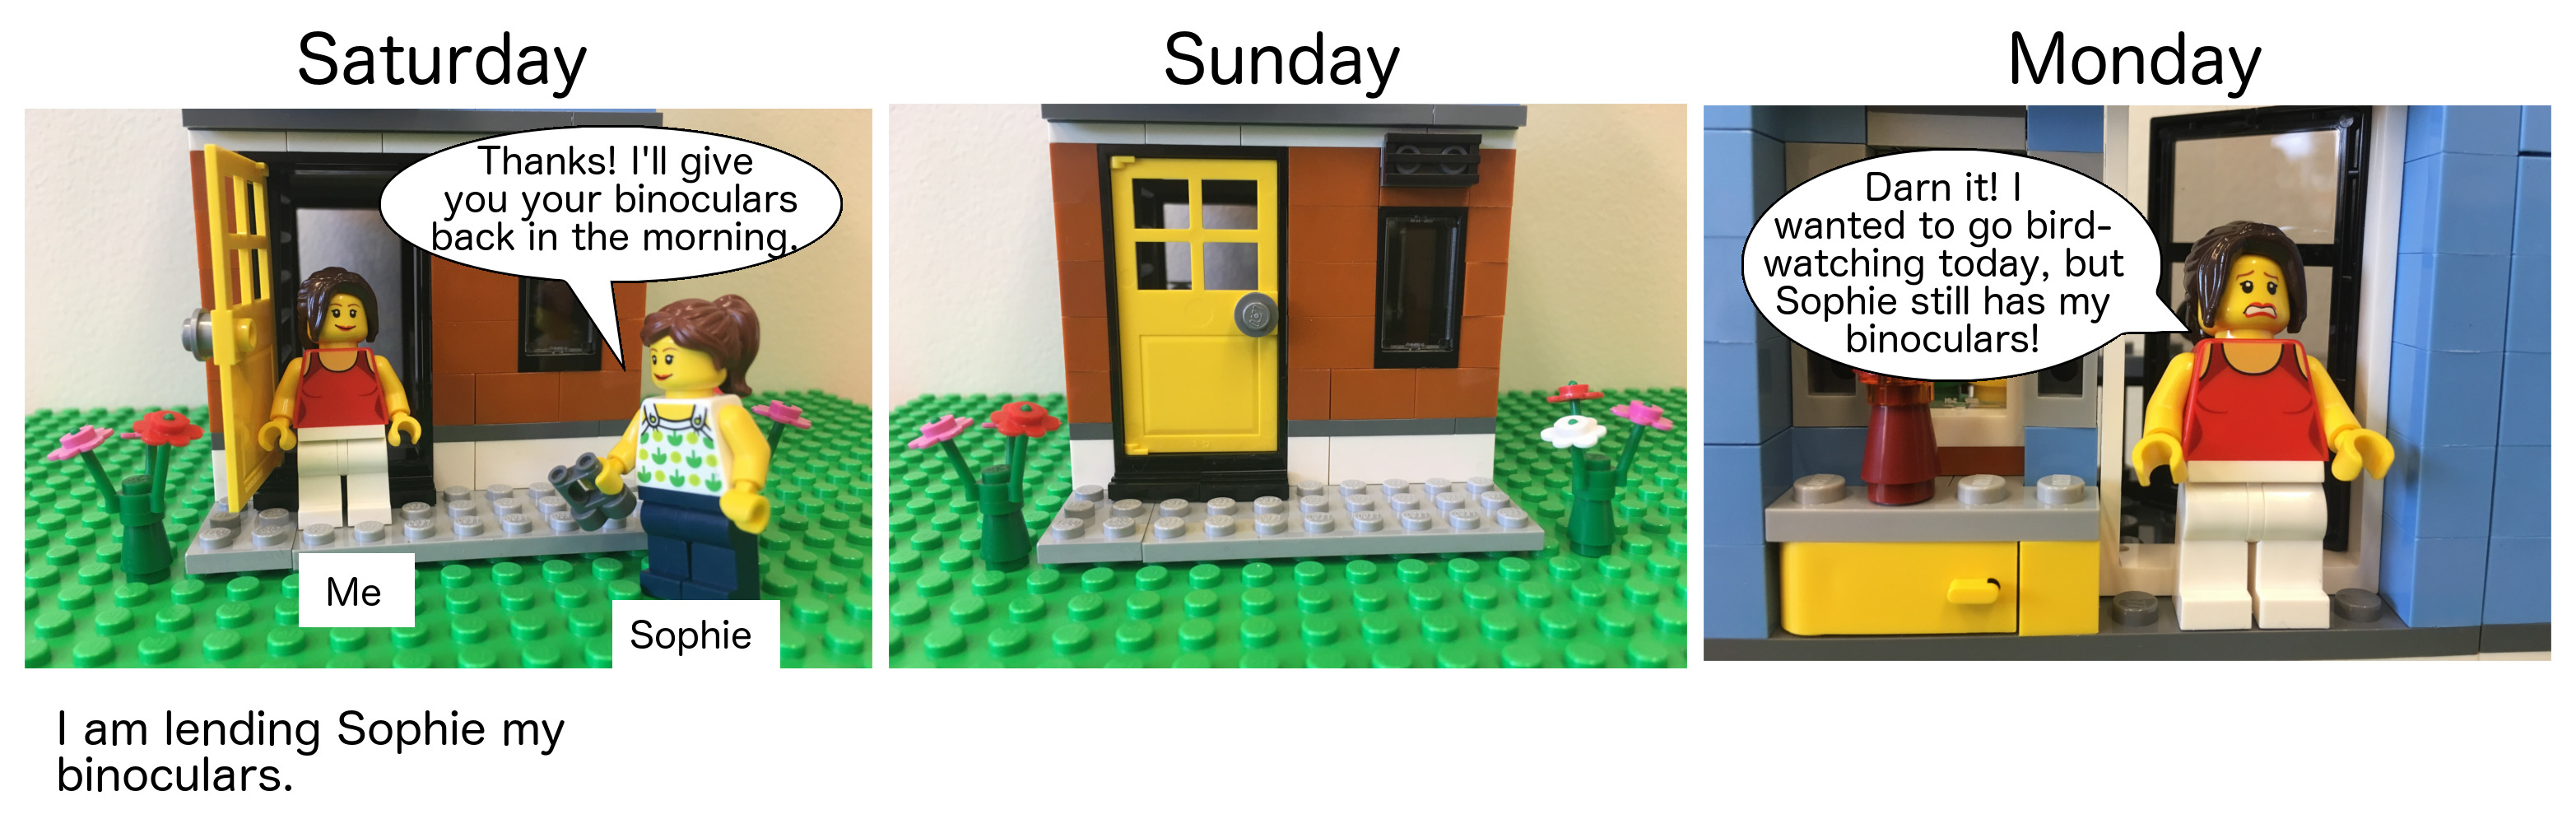 Saturday
Sunday
Monday
Thanks! I'll give
you your binoculars
back in the morning.
Me
Sophie
I am lending Sophie my
binoculars.
Darn it! I
wanted to go bird-
watching today, but
Sophie still has my
binoculars!